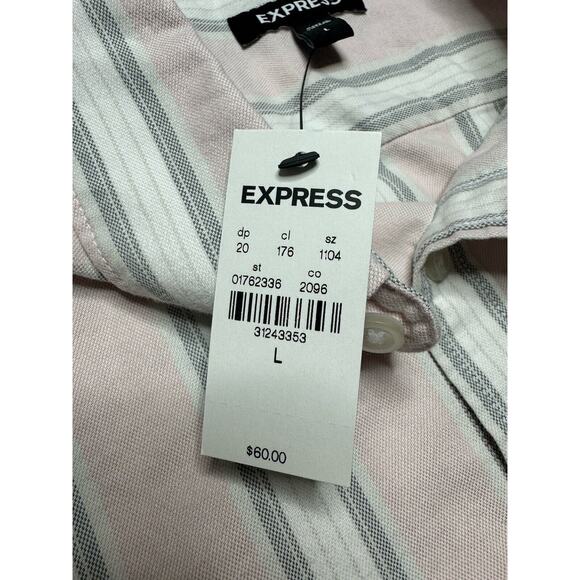 EXPRESS
L
EXPRESS
dp cl sz
20 176 1104
st co
01762336 2096
31243353
L
$60.00